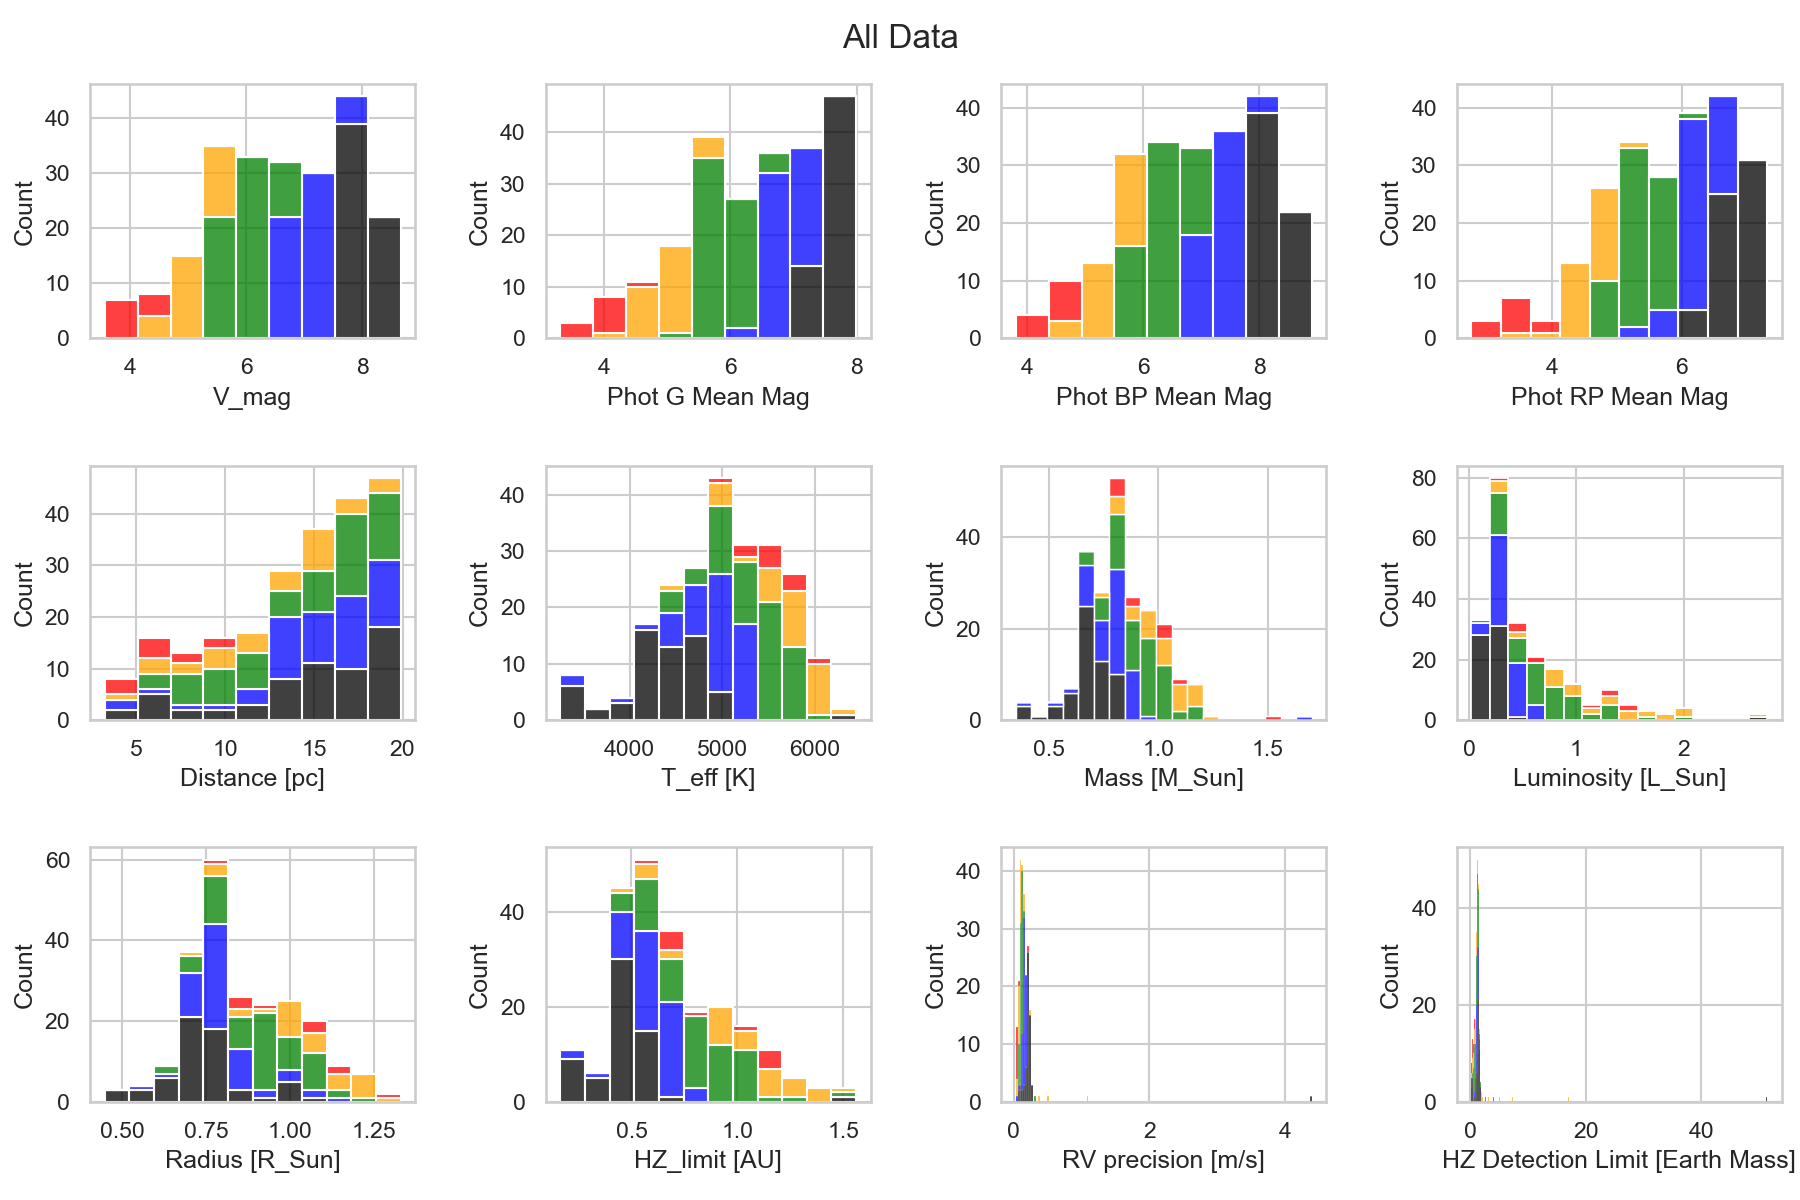 All Data
40
30
20
10
0
Count
4 6 8
V_mag
40
30
20
10
0
Count
4 6 8
Phot G Mean Mag
40
30
20
10
0
Count
4 6 8
Phot BP Mean Mag
40
30
20
10
0
Count
4 6
Phot RP Mean Mag
40
30
20
10
0
Count
5 10 15 20
Distance [pc]
40
30
20
10
0
Count
4000 5000 6000
T_eff [K]
40
20
0
Count
0.5 1.0 1.5
Mass [M_Sun]
80
60
40
20
0
Count
0 1 2
Luminosity [L_Sun]
60
40
20
0
Count
0.50 0.75 1.00 1.25
Radius [R_Sun]
40
20
0
Count
0.5 1.0 1.5
HZ_limit [AU]
40
30
20
10
0
Count
0 2 4
RV precision [m/s]
40
20
0
Count
0 20 40
HZ Detection Limit [Earth Mass]